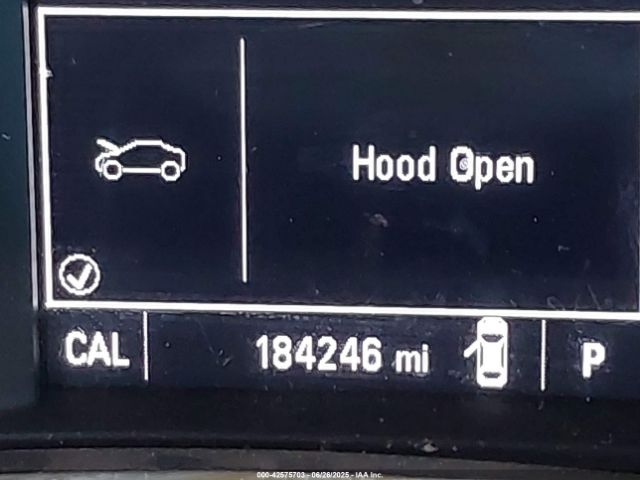 Hood Open
CAL 184246 mi P
000-42575703 - 06/26/2025 - IAA Inc.